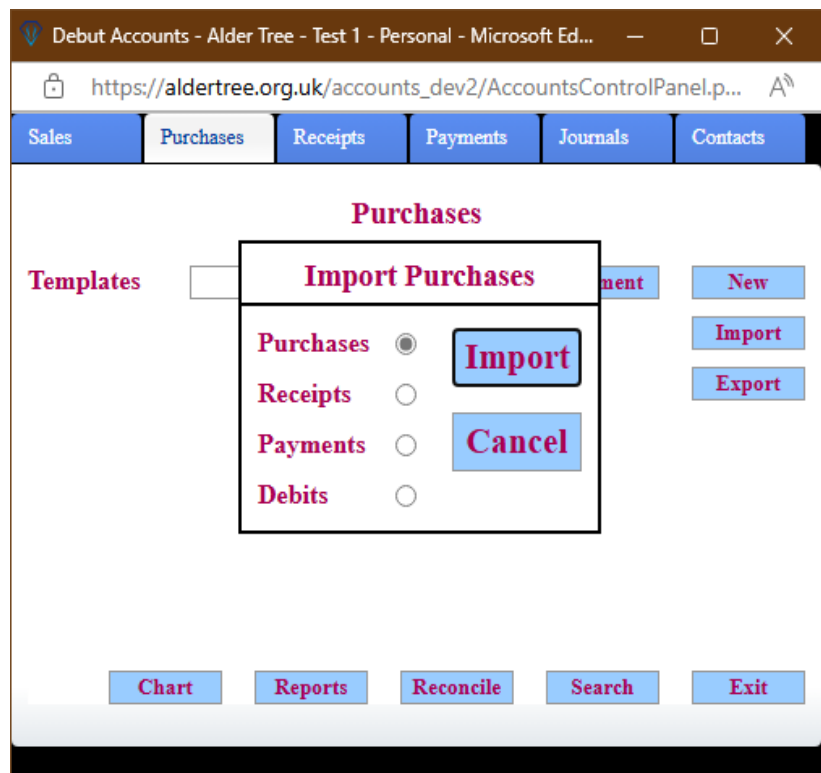 Debut Accounts - Alder Tree - Test 1 - Personal - Microsoft Ed...
https://aldertree.org.uk/accounts_dev2/AccountsControlPanel.p...
Sales Purchases Receipts Payments Journals Contacts
Purchases
Templates ment New
Import Purchases
Import
Export
Purchases
Import
Receipts
Payments
Cancel
Debits
Chart Reports Reconcile Search Exit